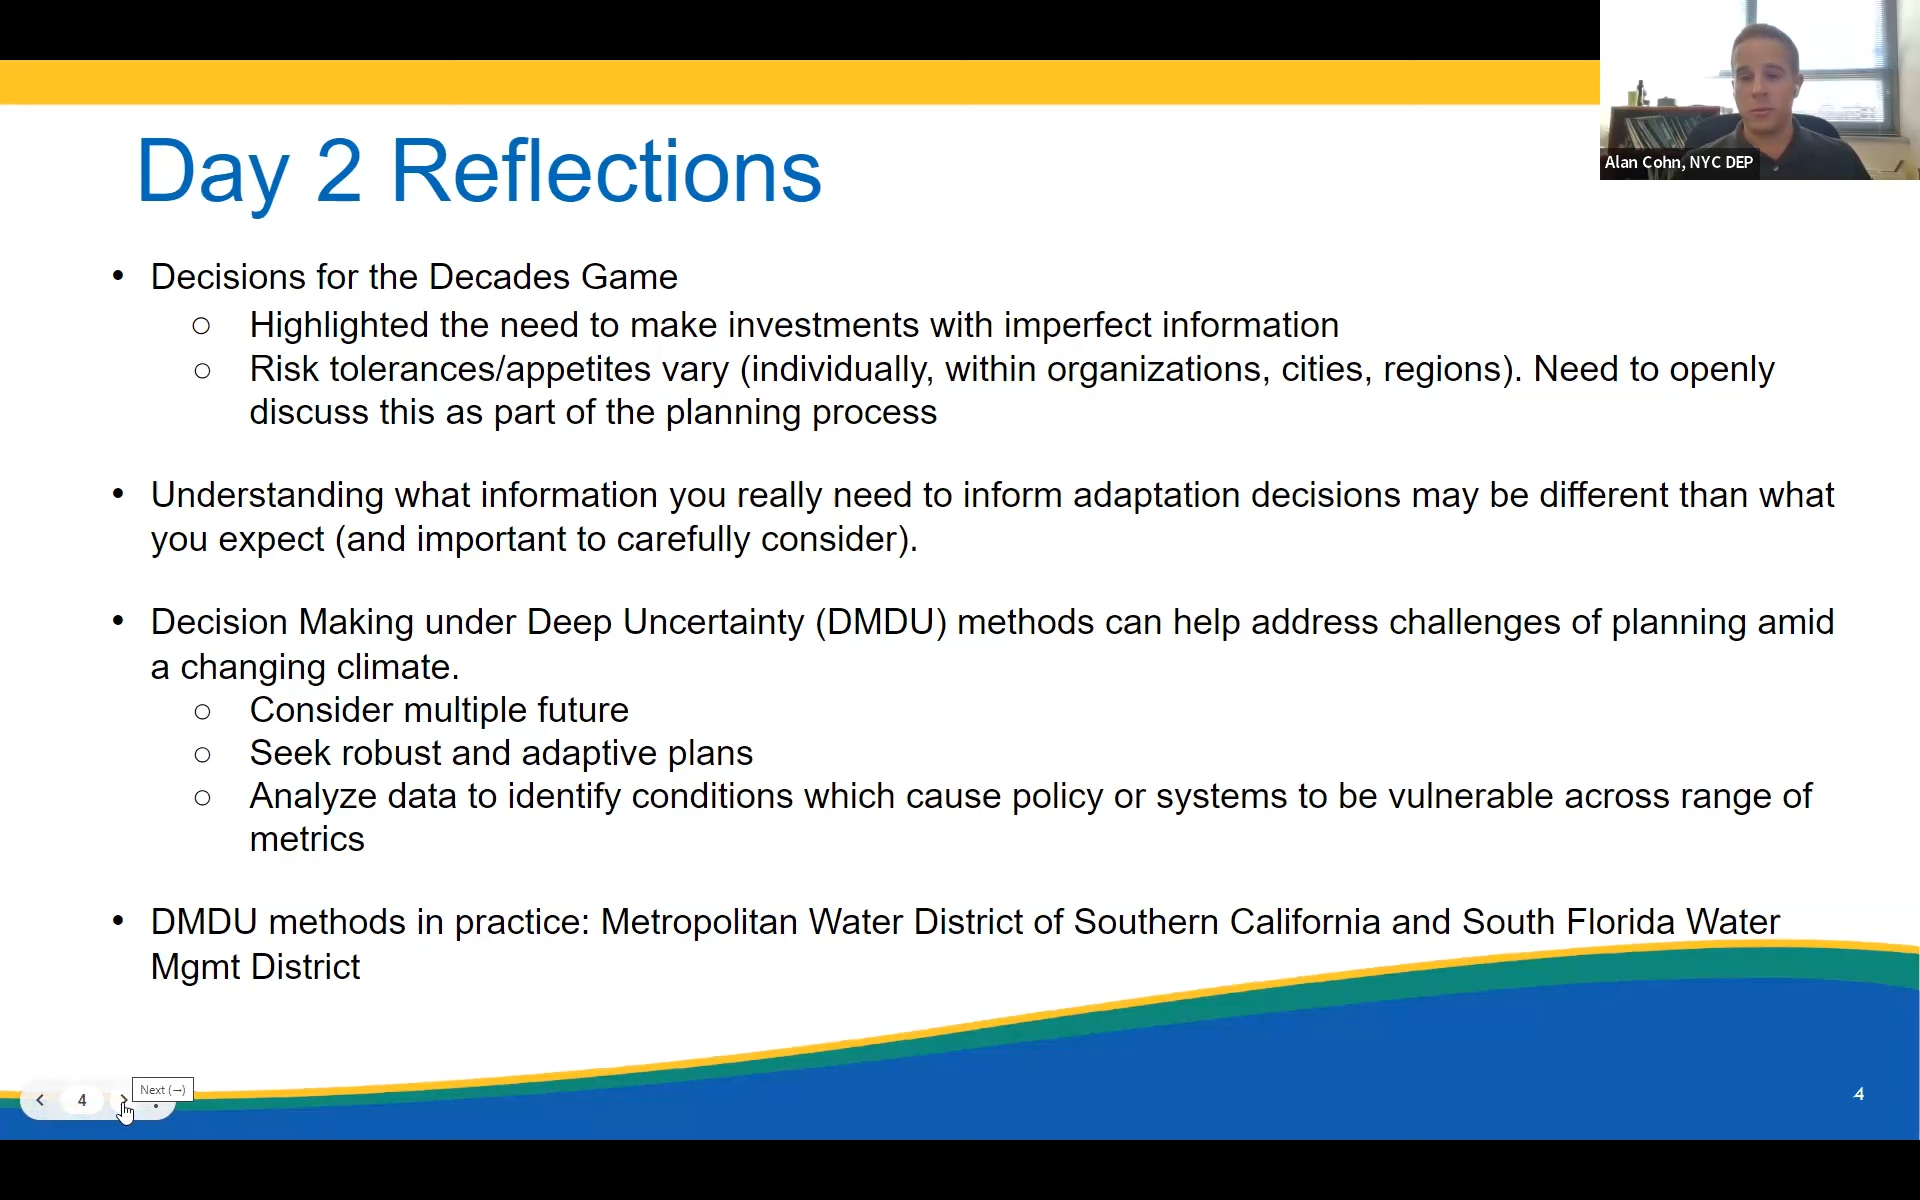 Alan Cohn, NYC DEP
Day 2 Reflections
• Decisions for the Decades Game
○ Highlighted the need to make investments with imperfect information
○ Risk tolerances/appetites vary (individually, within organizations, cities, regions). Need to openly
discuss this as part of the planning process
• Understanding what information you really need to inform adaptation decisions may be different than what
you expect (and important to carefully consider).
• Decision Making under Deep Uncertainty (DMDU) methods can help address challenges of planning amid
a changing climate.
○ Consider multiple future
○ Seek robust and adaptive plans
○ Analyze data to identify conditions which cause policy or systems to be vulnerable across range of
metrics
• DMDU methods in practice: Metropolitan Water District of Southern California and South Florida Water
Mgmt District
Next (→)
4
4